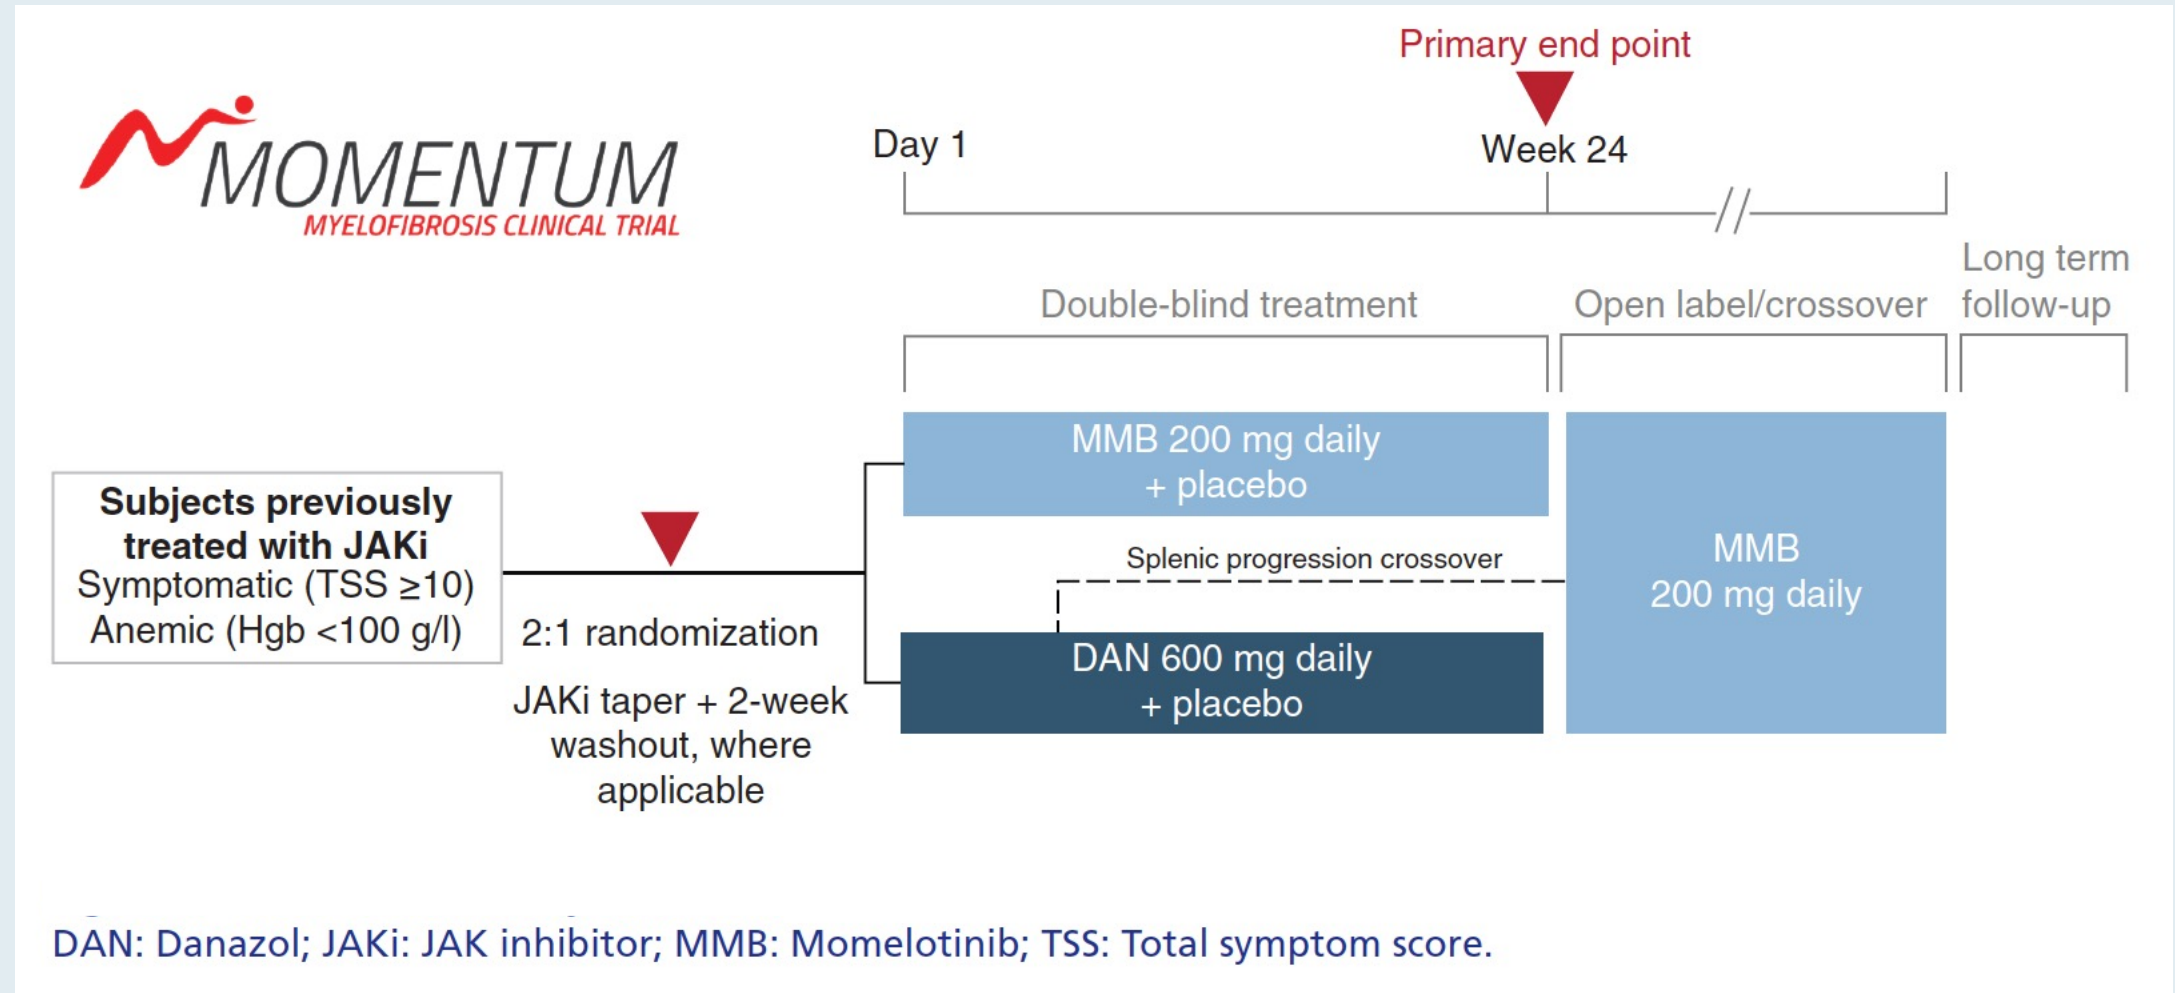 Primary end point
MOMENTUM
MYELOFIBROSIS CLINICAL TRIAL
Day 1
Week 24
Double-blind treatment
Open label/crossover
Long term
follow-up
Subjects previously
treated with JAKi
Symptomatic (TSS ≥10)
Anemic (Hgb <100 g/l)
2:1 randomization
JAKi taper + 2-week
washout, where
applicable
MMB 200 mg daily
+ placebo
Splenic progression crossover
DAN 600 mg daily
+ placebo
MMB
200 mg daily
DAN: Danazol; JAKi: JAK inhibitor; MMB: Momelotinib; TSS: Total symptom score.